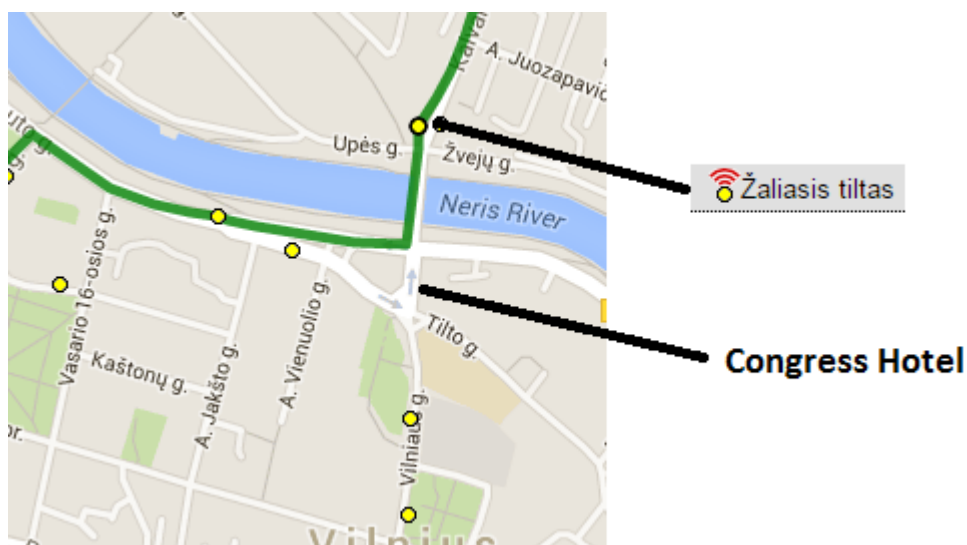 A. Juozapavič
Upės g.
Žvejų g.
Žaliasis tiltas
Neris River
Vasario 16-osios g.
A. Vienuolio g.
Tilto g.
Congress Hotel
Kaštonų g.
A. Jakšto g.
Vilniaus g.
Vilnius